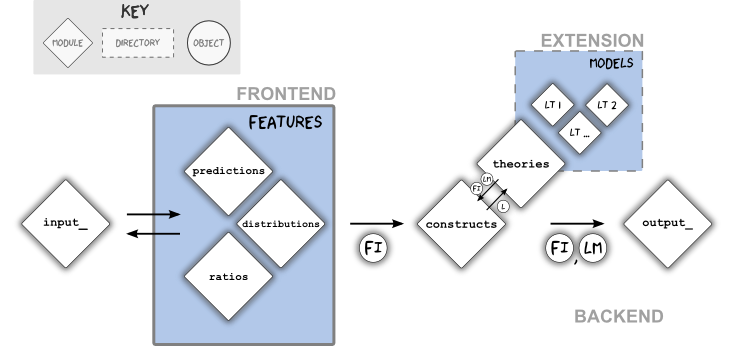 KEY
MODULE
DIRECTORY
OBJECT
EXTENSION
MODELS
LT 1
LT 2
LT ...
FRONTEND
FEATURES
predictions
distributions
ratios
input_
FI
theories
LM
FI
L
constructs
FI, LM
output_
BACKEND